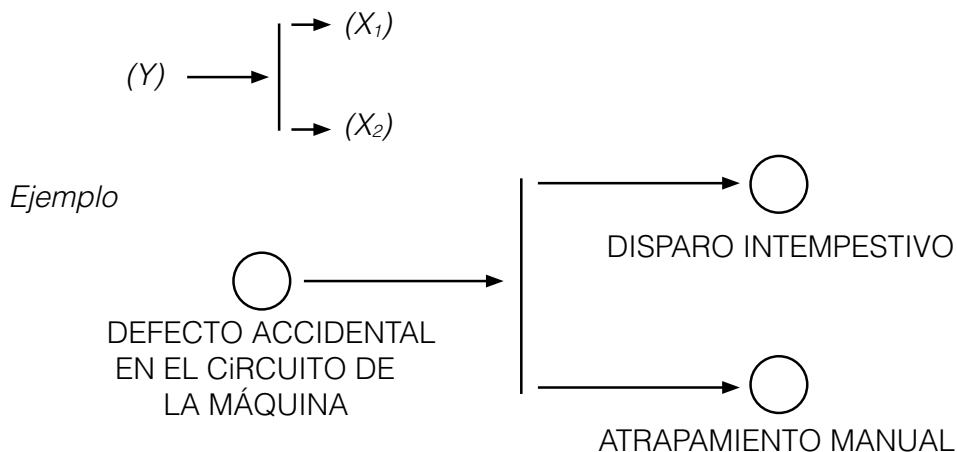 (X1)
(Y)
(X2)
Ejemplo
DISPARO INTEMPESTIVO
DEFECTO ACCIDENTAL
EN EL CiRCUITO DE
LA MÁQUINA
ATRAPAMIENTO MANUAL